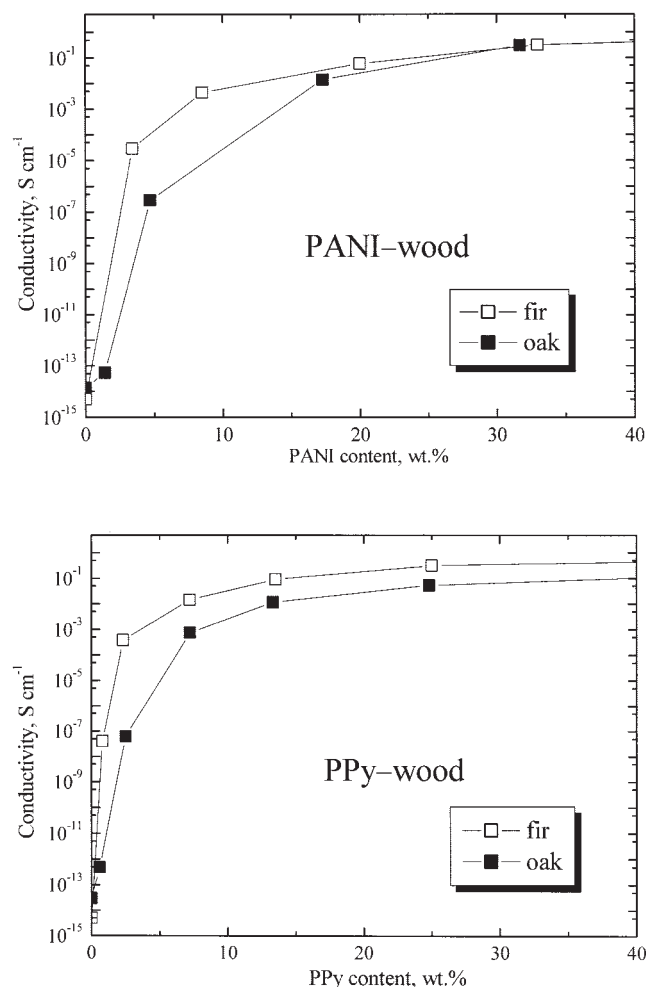 Conductivity, S cm⁻¹
10⁻¹
10⁻³
10⁻⁵
10⁻⁷
10⁻⁹
10⁻¹¹
10⁻¹³
10⁻¹⁵
PANI–wood
fir
oak
0 10 20 30 40
PANI content, wt.%
Conductivity, S cm⁻¹
10⁻¹
10⁻³
10⁻⁵
10⁻⁷
10⁻⁹
10⁻¹¹
10⁻¹³
10⁻¹⁵
PPy–wood
fir
oak
0 10 20 30 40
PPy content, wt.%